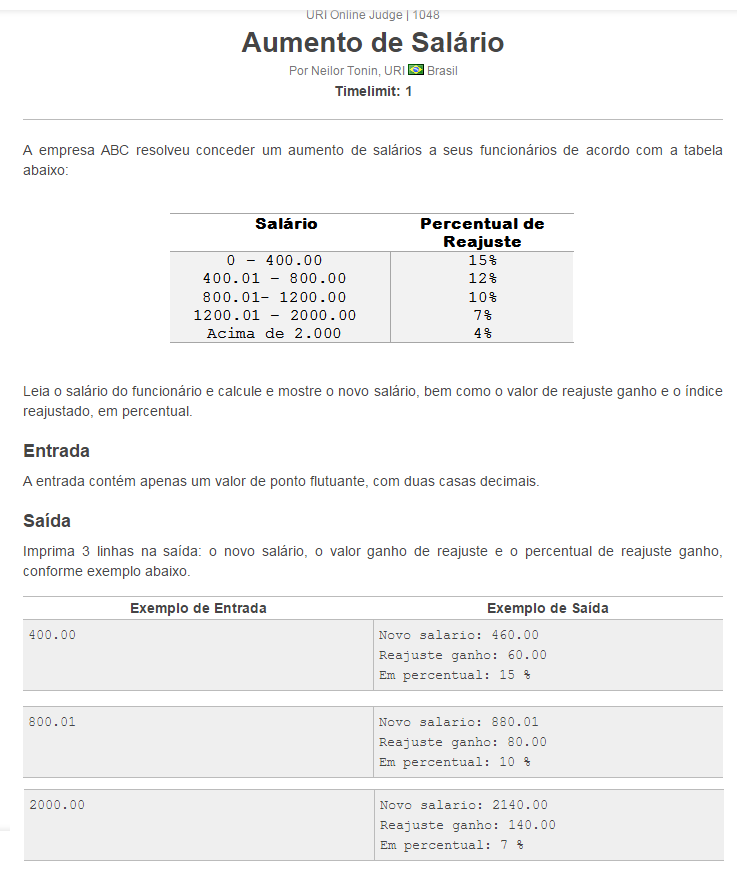 URI Online Judge | 1048
Aumento de Salário
Por Neilor Tonin, URI Brasil
Timelimit: 1
A empresa ABC resolveu conceder um aumento de salários a seus funcionários de acordo com a tabela
abaixo:
Salário Percentual de
Reajuste
0 - 400.00 15%
400.01 - 800.00 12%
800.01- 1200.00 10%
1200.01 - 2000.00 7%
Acima de 2.000 4%
Leia o salário do funcionário e calcule e mostre o novo salário, bem como o valor de reajuste ganho e o índice
reajustado, em percentual.
Entrada
A entrada contém apenas um valor de ponto flutuante, com duas casas decimais.
Saída
Imprima 3 linhas na saída: o novo salário, o valor ganho de reajuste e o percentual de reajuste ganho,
conforme exemplo abaixo.
Exemplo de Entrada Exemplo de Saída
400.00 Novo salario: 460.00
Reajuste ganho: 60.00
Em percentual: 15 %
800.01 Novo salario: 880.01
Reajuste ganho: 80.00
Em percentual: 10 %
2000.00 Novo salario: 2140.00
Reajuste ganho: 140.00
Em percentual: 7 %